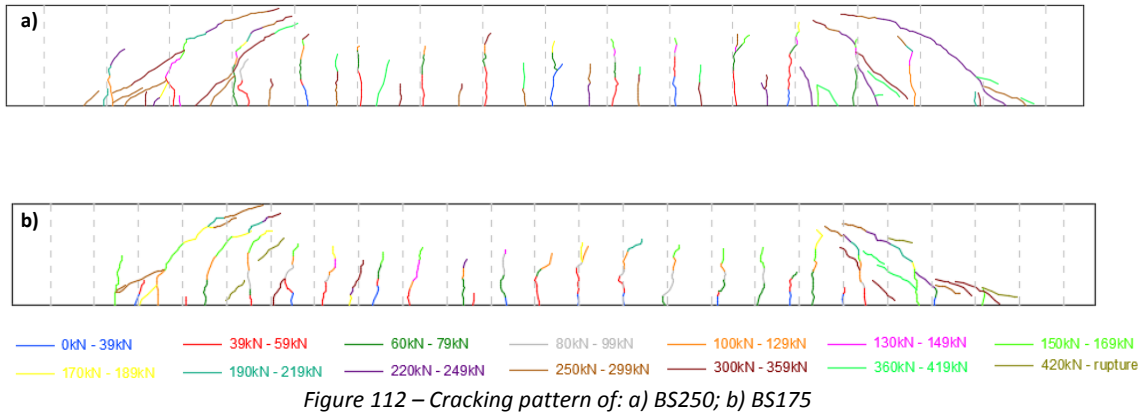 a)
b)
0kN - 39kN 39kN - 59kN 60kN - 79kN 80kN - 99kN 100kN - 129kN 130kN - 149kN 150kN - 169kN
170kN - 189kN 190kN - 219kN 220kN - 249kN 250kN - 299kN 300kN - 359kN 360kN - 419kN 420kN - rupture
Figure 112 – Cracking pattern of: a) BS250; b) BS175